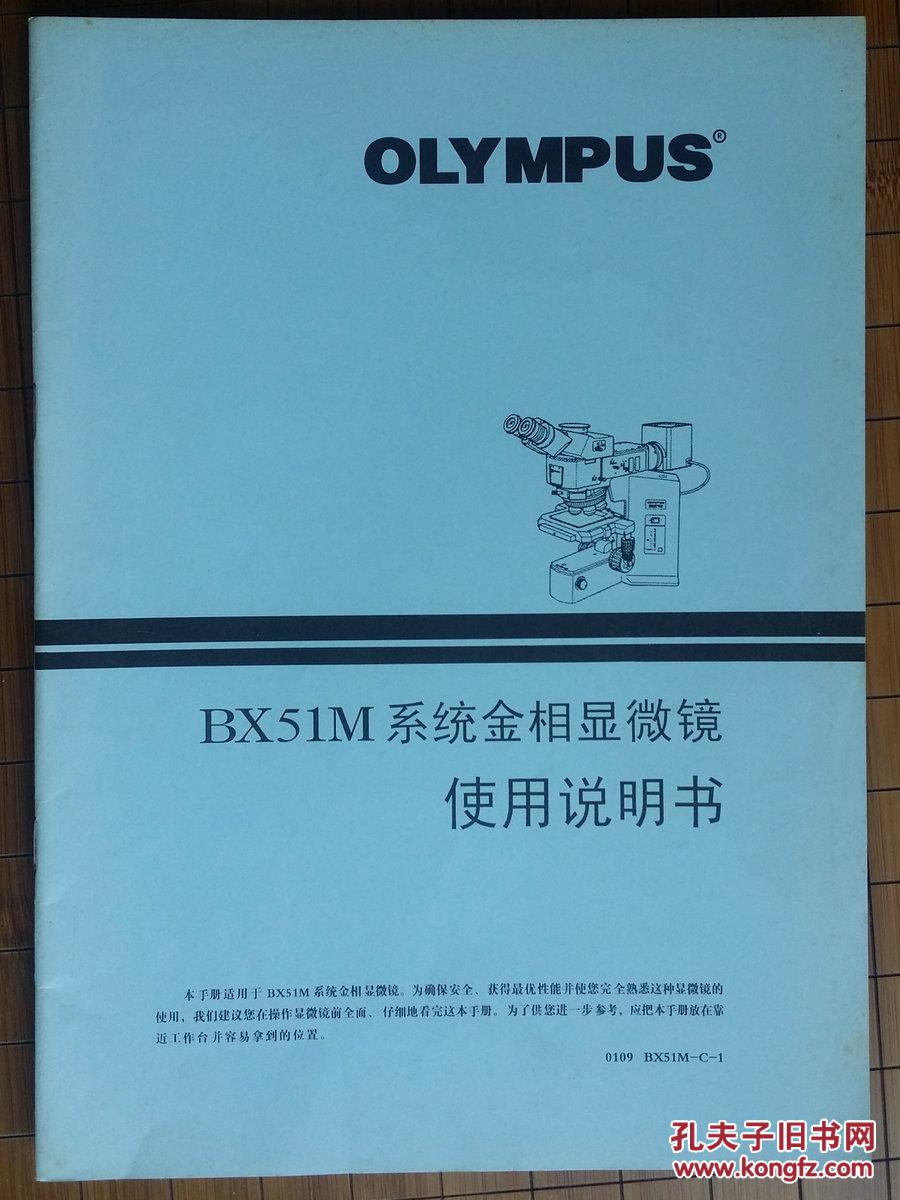 OLYMPUS®
BX51M 系统金相显微镜
使用说明书
本手册适用于 BX51M 系统金相显微镜。为确保安全、获得最优性能并使您完全熟悉这种显微镜的
使用，我们建议您在操作显微镜前全面、仔细地看完这本手册。为了供您进一步参考，应把本手册放在靠
近工作台并容易拿到的位置。
0109 BX51M-C-1
孔夫子旧书网
www.kongfz.com